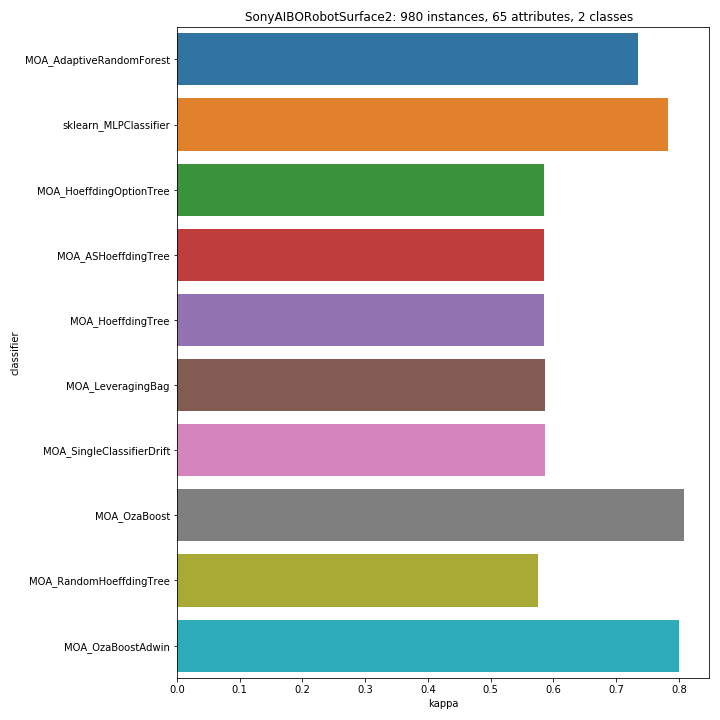 SonyAIBORobotSurface2: 980 instances, 65 attributes, 2 classes
MOA_AdaptiveRandomForest
sklearn_MLPClassifier
MOA_HoeffdingOptionTree
MOA_ASHoeffdingTree
MOA_HoeffdingTree
classifier
MOA_LeveragingBag
MOA_SingleClassifierDrift
MOA_OzaBoost
MOA_RandomHoeffdingTree
MOA_OzaBoostAdwin
0.0 0.1 0.2 0.3 0.4 0.5 0.6 0.7 0.8
kappa